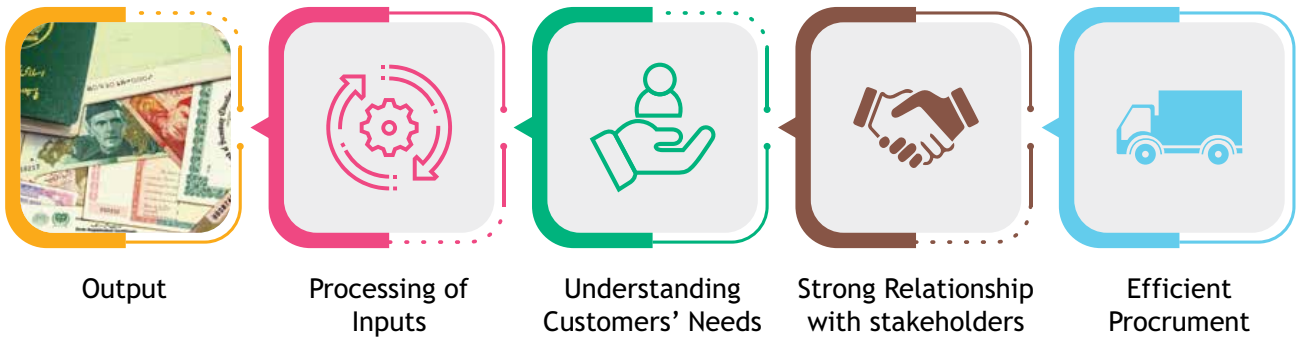 Output
Processing of
Inputs
Understanding
Customers' Needs
Strong Relationship
with stakeholders
Efficient
Procrument